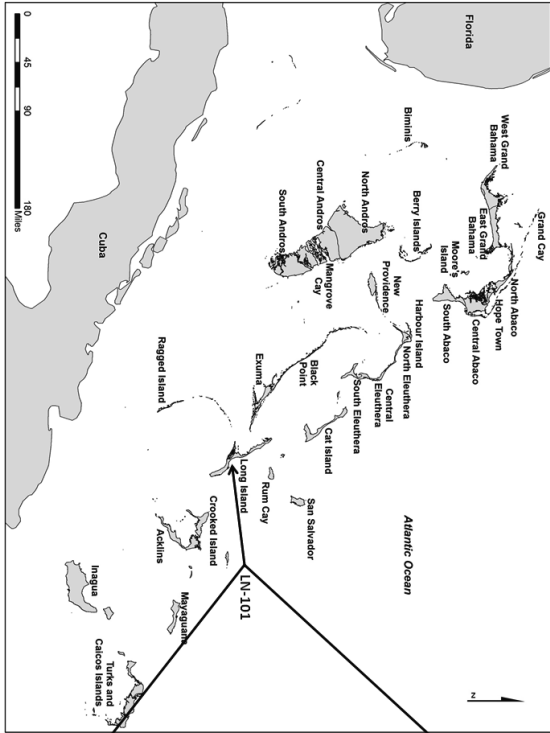 Florida
West Grand
Bahama
Grand Cay
East Grand
Bahama
North Abaco
Hope Town
Moore's
Island
Central Abaco
South Abaco
Biminis
Berry Islands
North Andros
Central Andros
South Andros
Mangrove
Cay
New
Providence
Harbour Island
North Eleuthera
Central
Eleuthera
South Eleuthera
Black
Point
Exuma
Cat Island
Ragged Island
Long Island
Rum Cay
San Salvador
Atlantic Ocean
Crooked Island
Acklins
LN-101
Mayaguana
Inagua
Turks and
Caicos Islands
Cuba
N
0 45 90 180
Miles